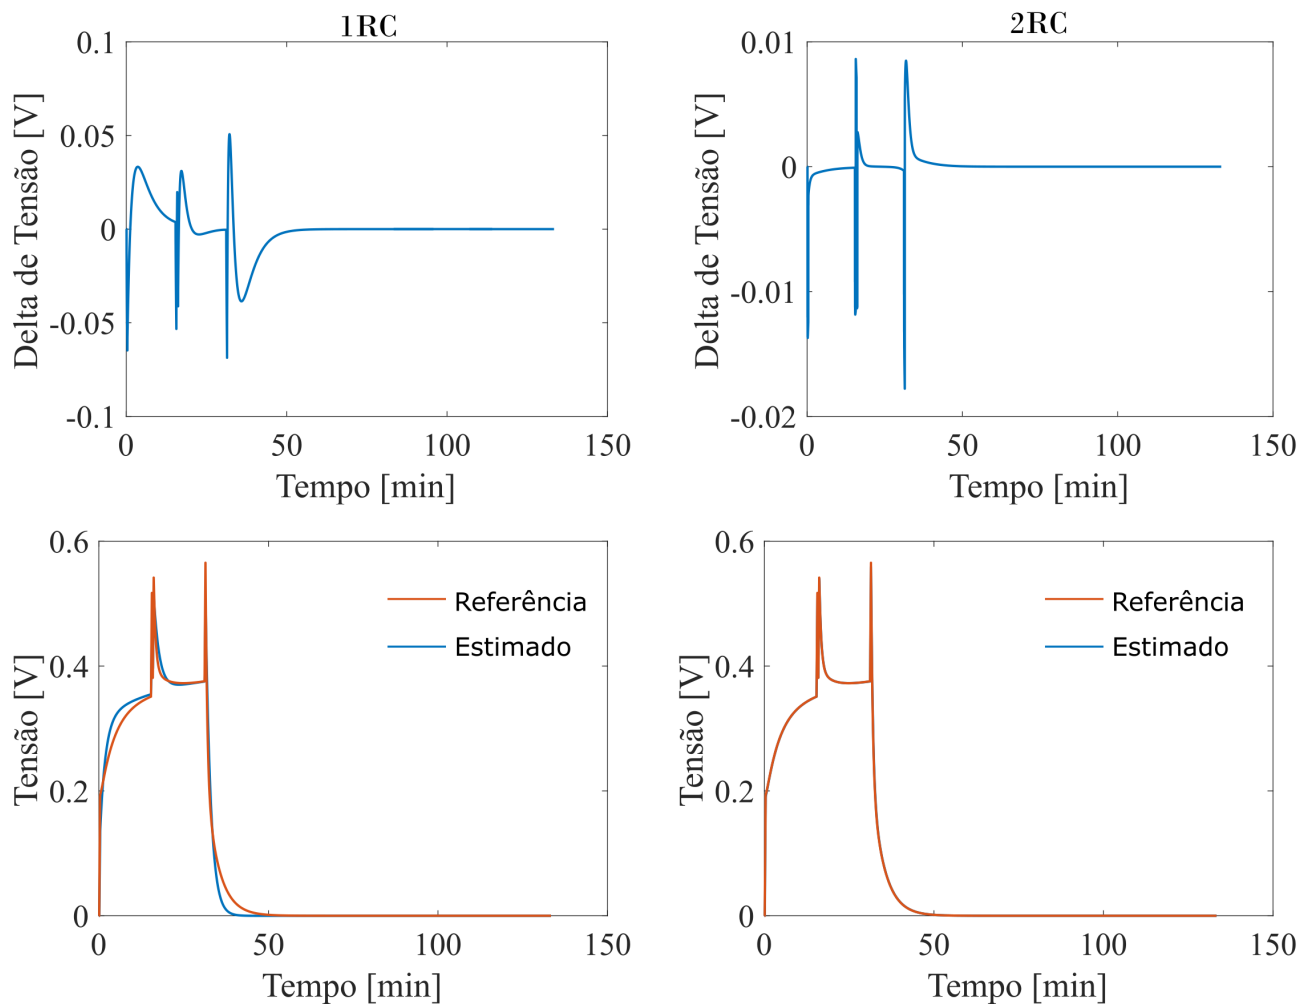 1RC
0.1
0.05
0
-0.05
-0.1
Delta de Tensão [V]
0
50
100
150
Tempo [min]
2RC
0.01
0
-0.01
-0.02
Delta de Tensão [V]
0
50
100
150
Tempo [min]
0.6
0.4
0.2
0
Tensão [V]
Referência
Estimado
0
50
100
150
Tempo [min]
0.6
0.4
0.2
0
Tensão [V]
Referência
Estimado
0
50
100
150
Tempo [min]